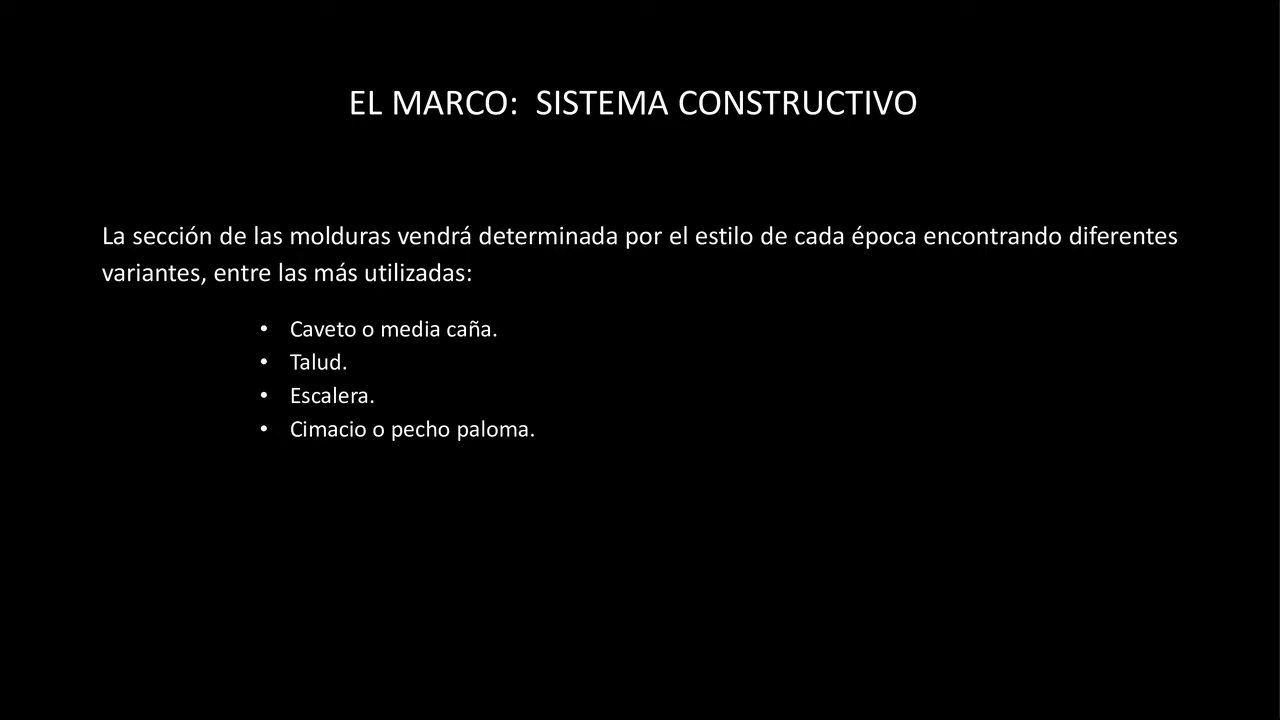 EL MARCO:  SISTEMA CONSTRUCTIVO
La sección de las molduras vendrá determinada por el estilo de cada época encontrando diferentes
variantes, entre las más utilizadas:
• Caveto o media caña.
• Talud.
• Escalera.
• Cimacio o pecho paloma.